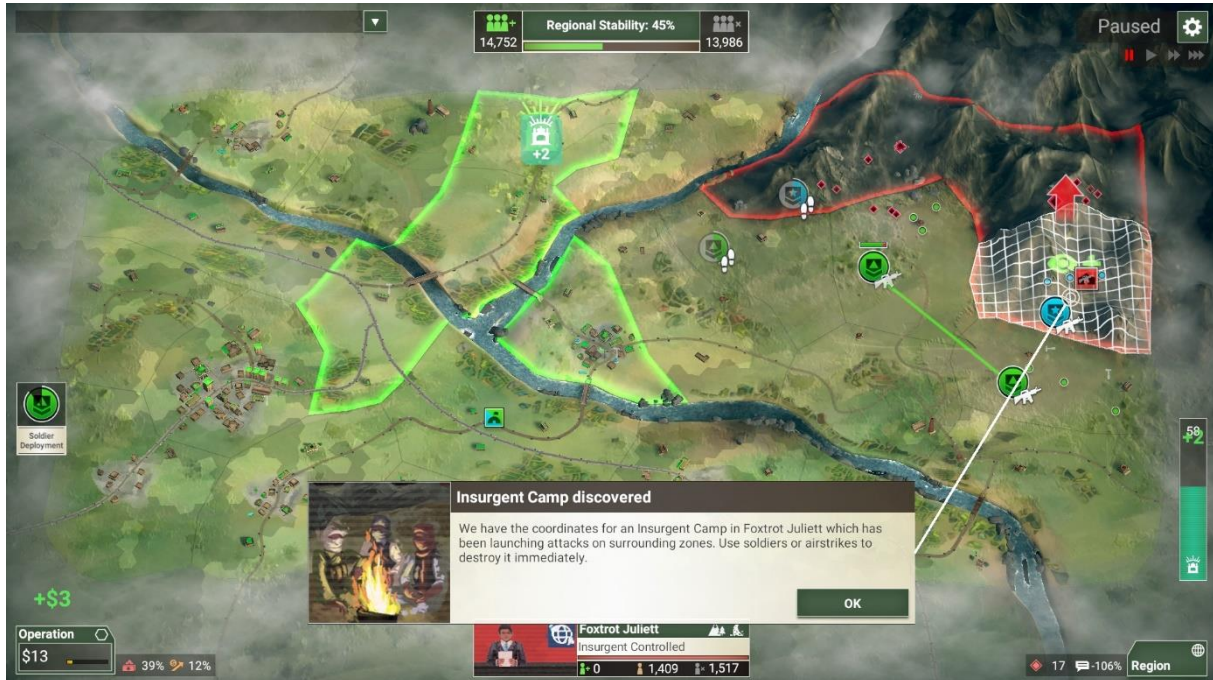 14,752
Regional Stability: 45%
13,986
Paused
+2
Soldier
Deployment
58
+2
Insurgent Camp discovered
We have the coordinates for an Insurgent Camp in Foxtrot Juliett which has
been launching attacks on surrounding zones. Use soldiers or airstrikes to
destroy it immediately.
OK
+$3
Operation
$13
39% 12%
Foxtrot Juliett
Insurgent Controlled
+0 1,409 1,517
17 -106% Region